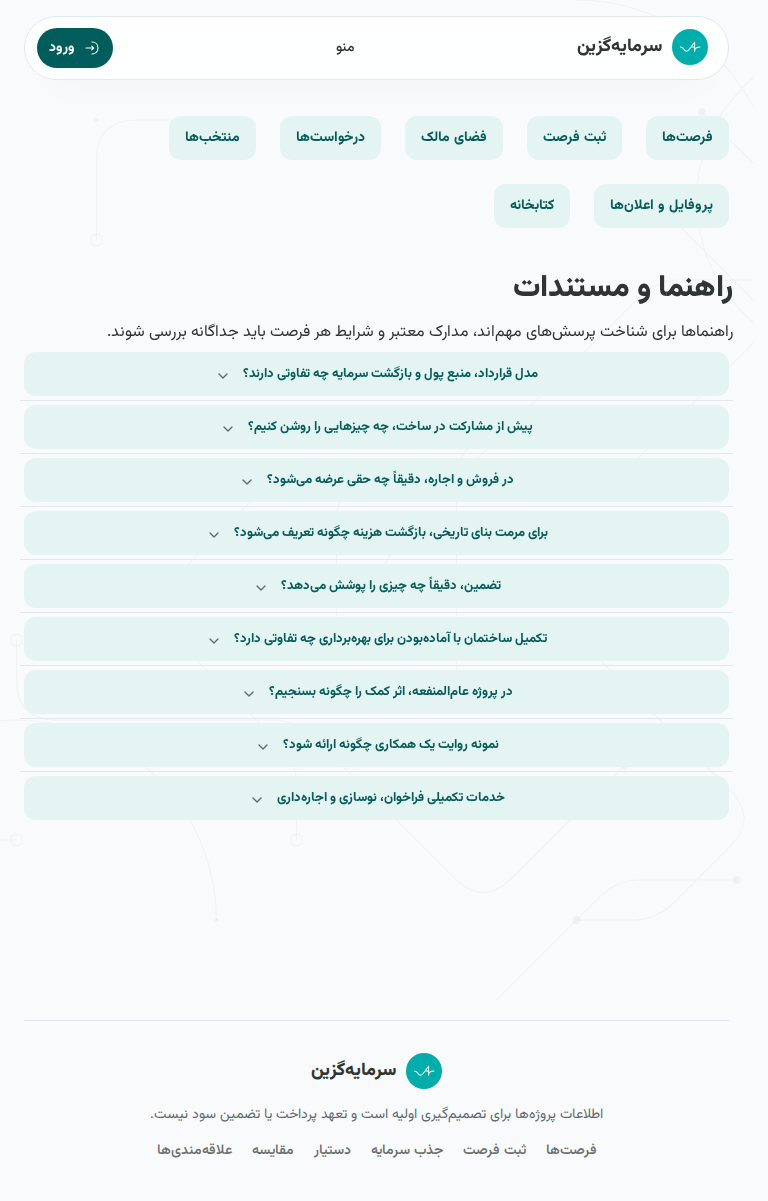 سرمایه‌گزین
منو
ورود
فرصت‌ها
ثبت فرصت
فضای مالک
درخواست‌ها
منتخب‌ها
پروفایل و اعلان‌ها
کتابخانه
راهنما و مستندات
راهنماها برای شناخت پرسش‌های مهم‌اند، مدارک معتبر و شرایط هر فرصت باید جداگانه بررسی شوند.
مدل قرارداد، منبع پول و بازگشت سرمایه چه تفاوتی دارند؟
پیش از مشارکت در ساخت، چه چیزهایی را روشن کنیم؟
در فروش و اجاره، دقیقاً چه حقی عرضه می‌شود؟
برای مرمت بنای تاریخی، بازگشت هزینه چگونه تعریف می‌شود؟
تضمین، دقیقاً چه چیزی را پوشش می‌دهد؟
تکمیل ساختمان با آماده‌بودن برای بهره‌برداری چه تفاوتی دارد؟
در پروژه عام‌المنفعه، اثر کمک را چگونه بسنجیم؟
نمونه روایت یک همکاری چگونه ارائه شود؟
خدمات تکمیلی فراخوان، نوسازی و اجاره‌داری
سرمایه‌گزین
اطلاعات پروژه‌ها برای تصمیم‌گیری اولیه است و تعهد پرداخت یا تضمین سود نیست.
فرصت‌ها ثبت فرصت جذب سرمایه دستیار مقایسه علاقه‌مندی‌ها